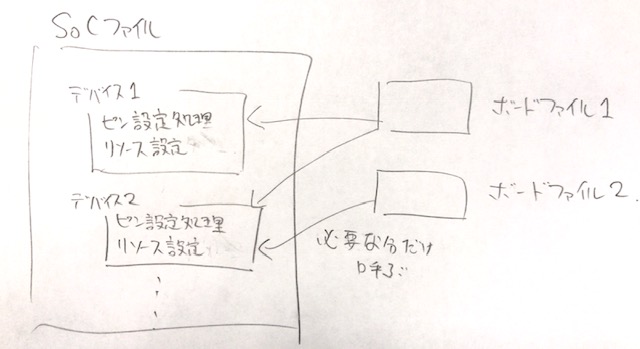 SoCファイル
デバイス1
ピン設定処理
リソース設定
デバイス2
ピン設定処理
リソース設定
ボードファイル1
ボードファイル2
必要な分だけ
呼ぶ